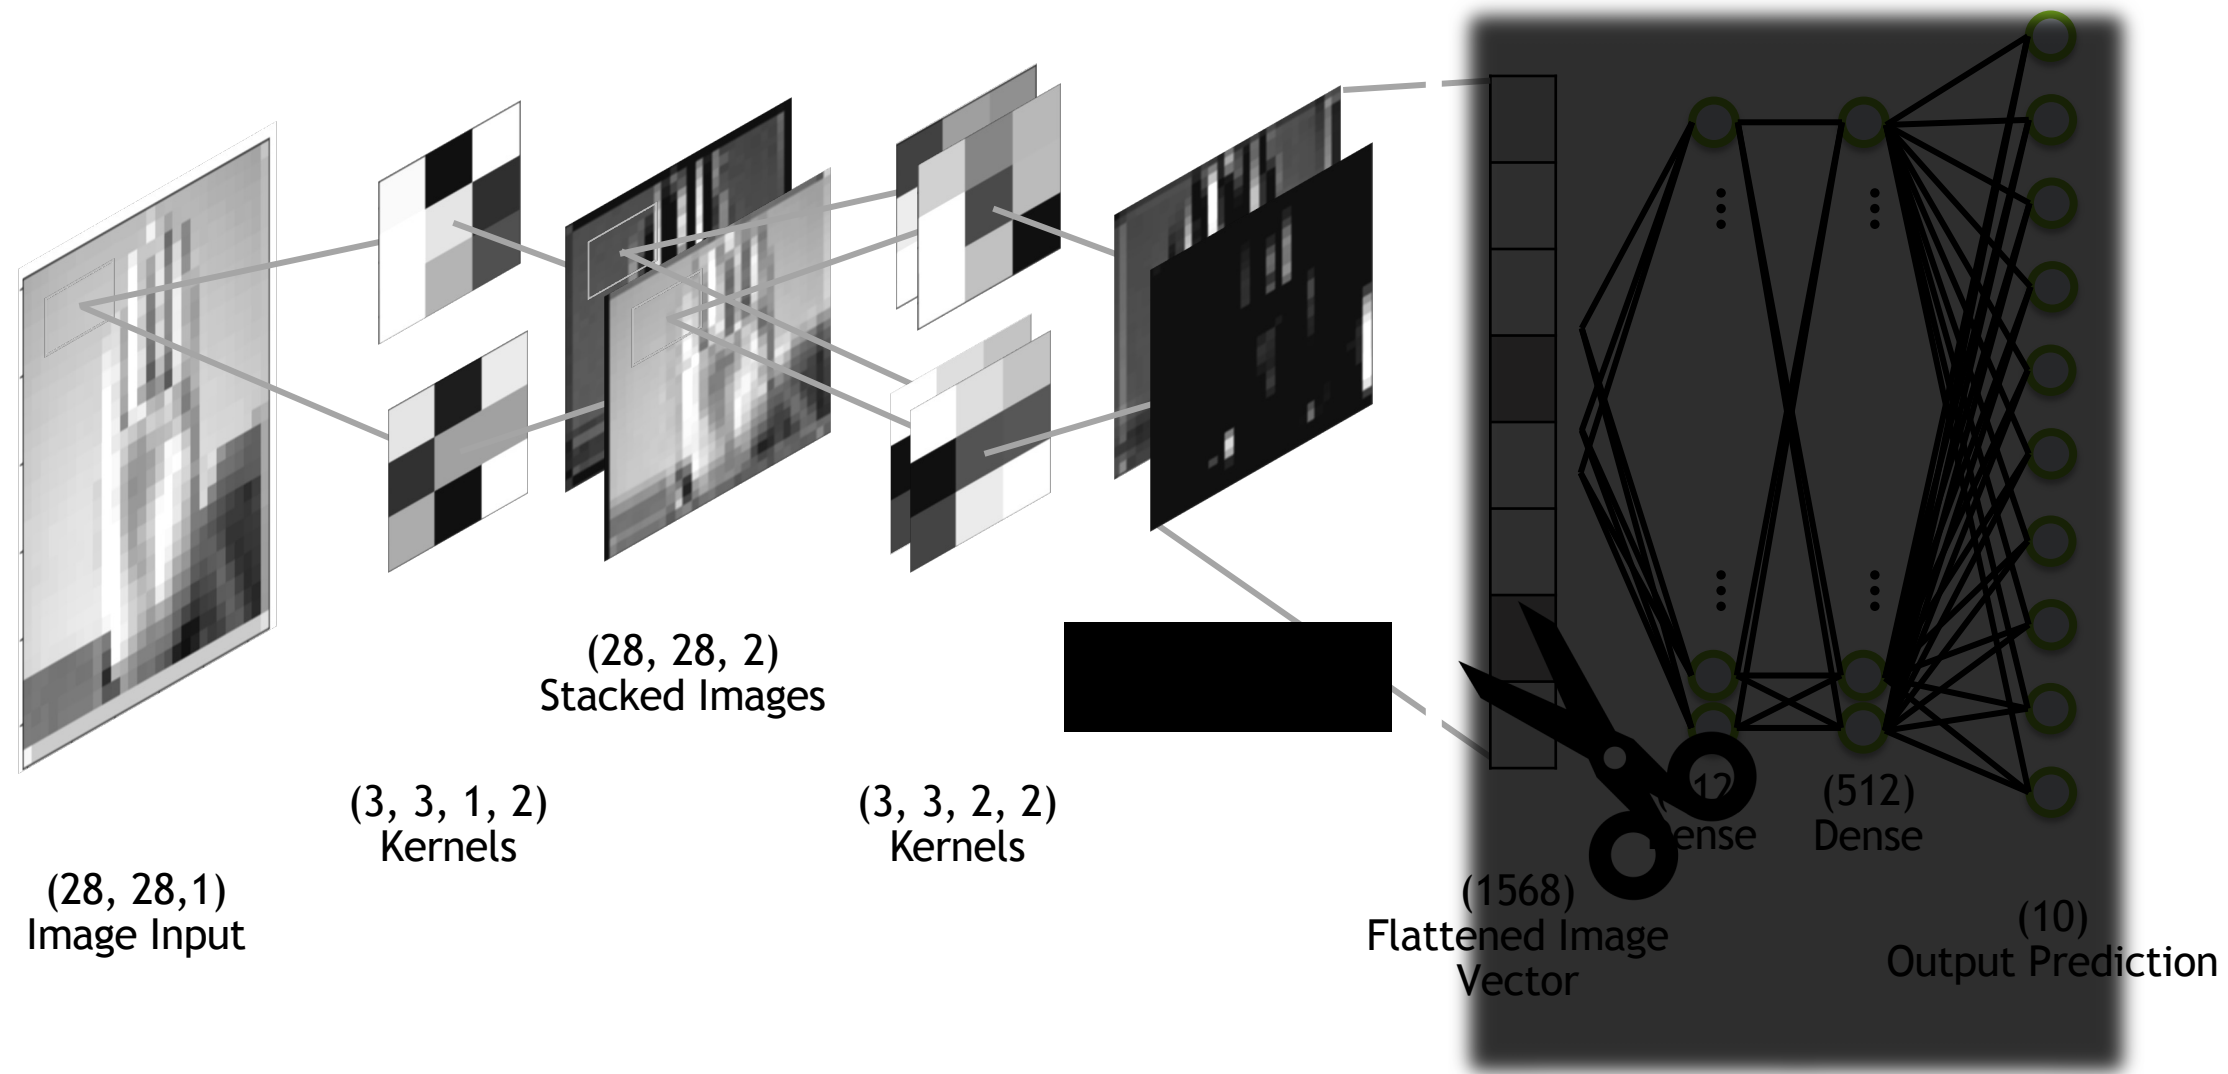 (28, 28, 2)
Stacked Images
(3, 3, 1, 2)
Kernels
(3, 3, 2, 2)
Kernels
(512)
Dense
(28, 28,1)
Image Input
(1568)
Flattened Image
Vector
(10)
Output Prediction